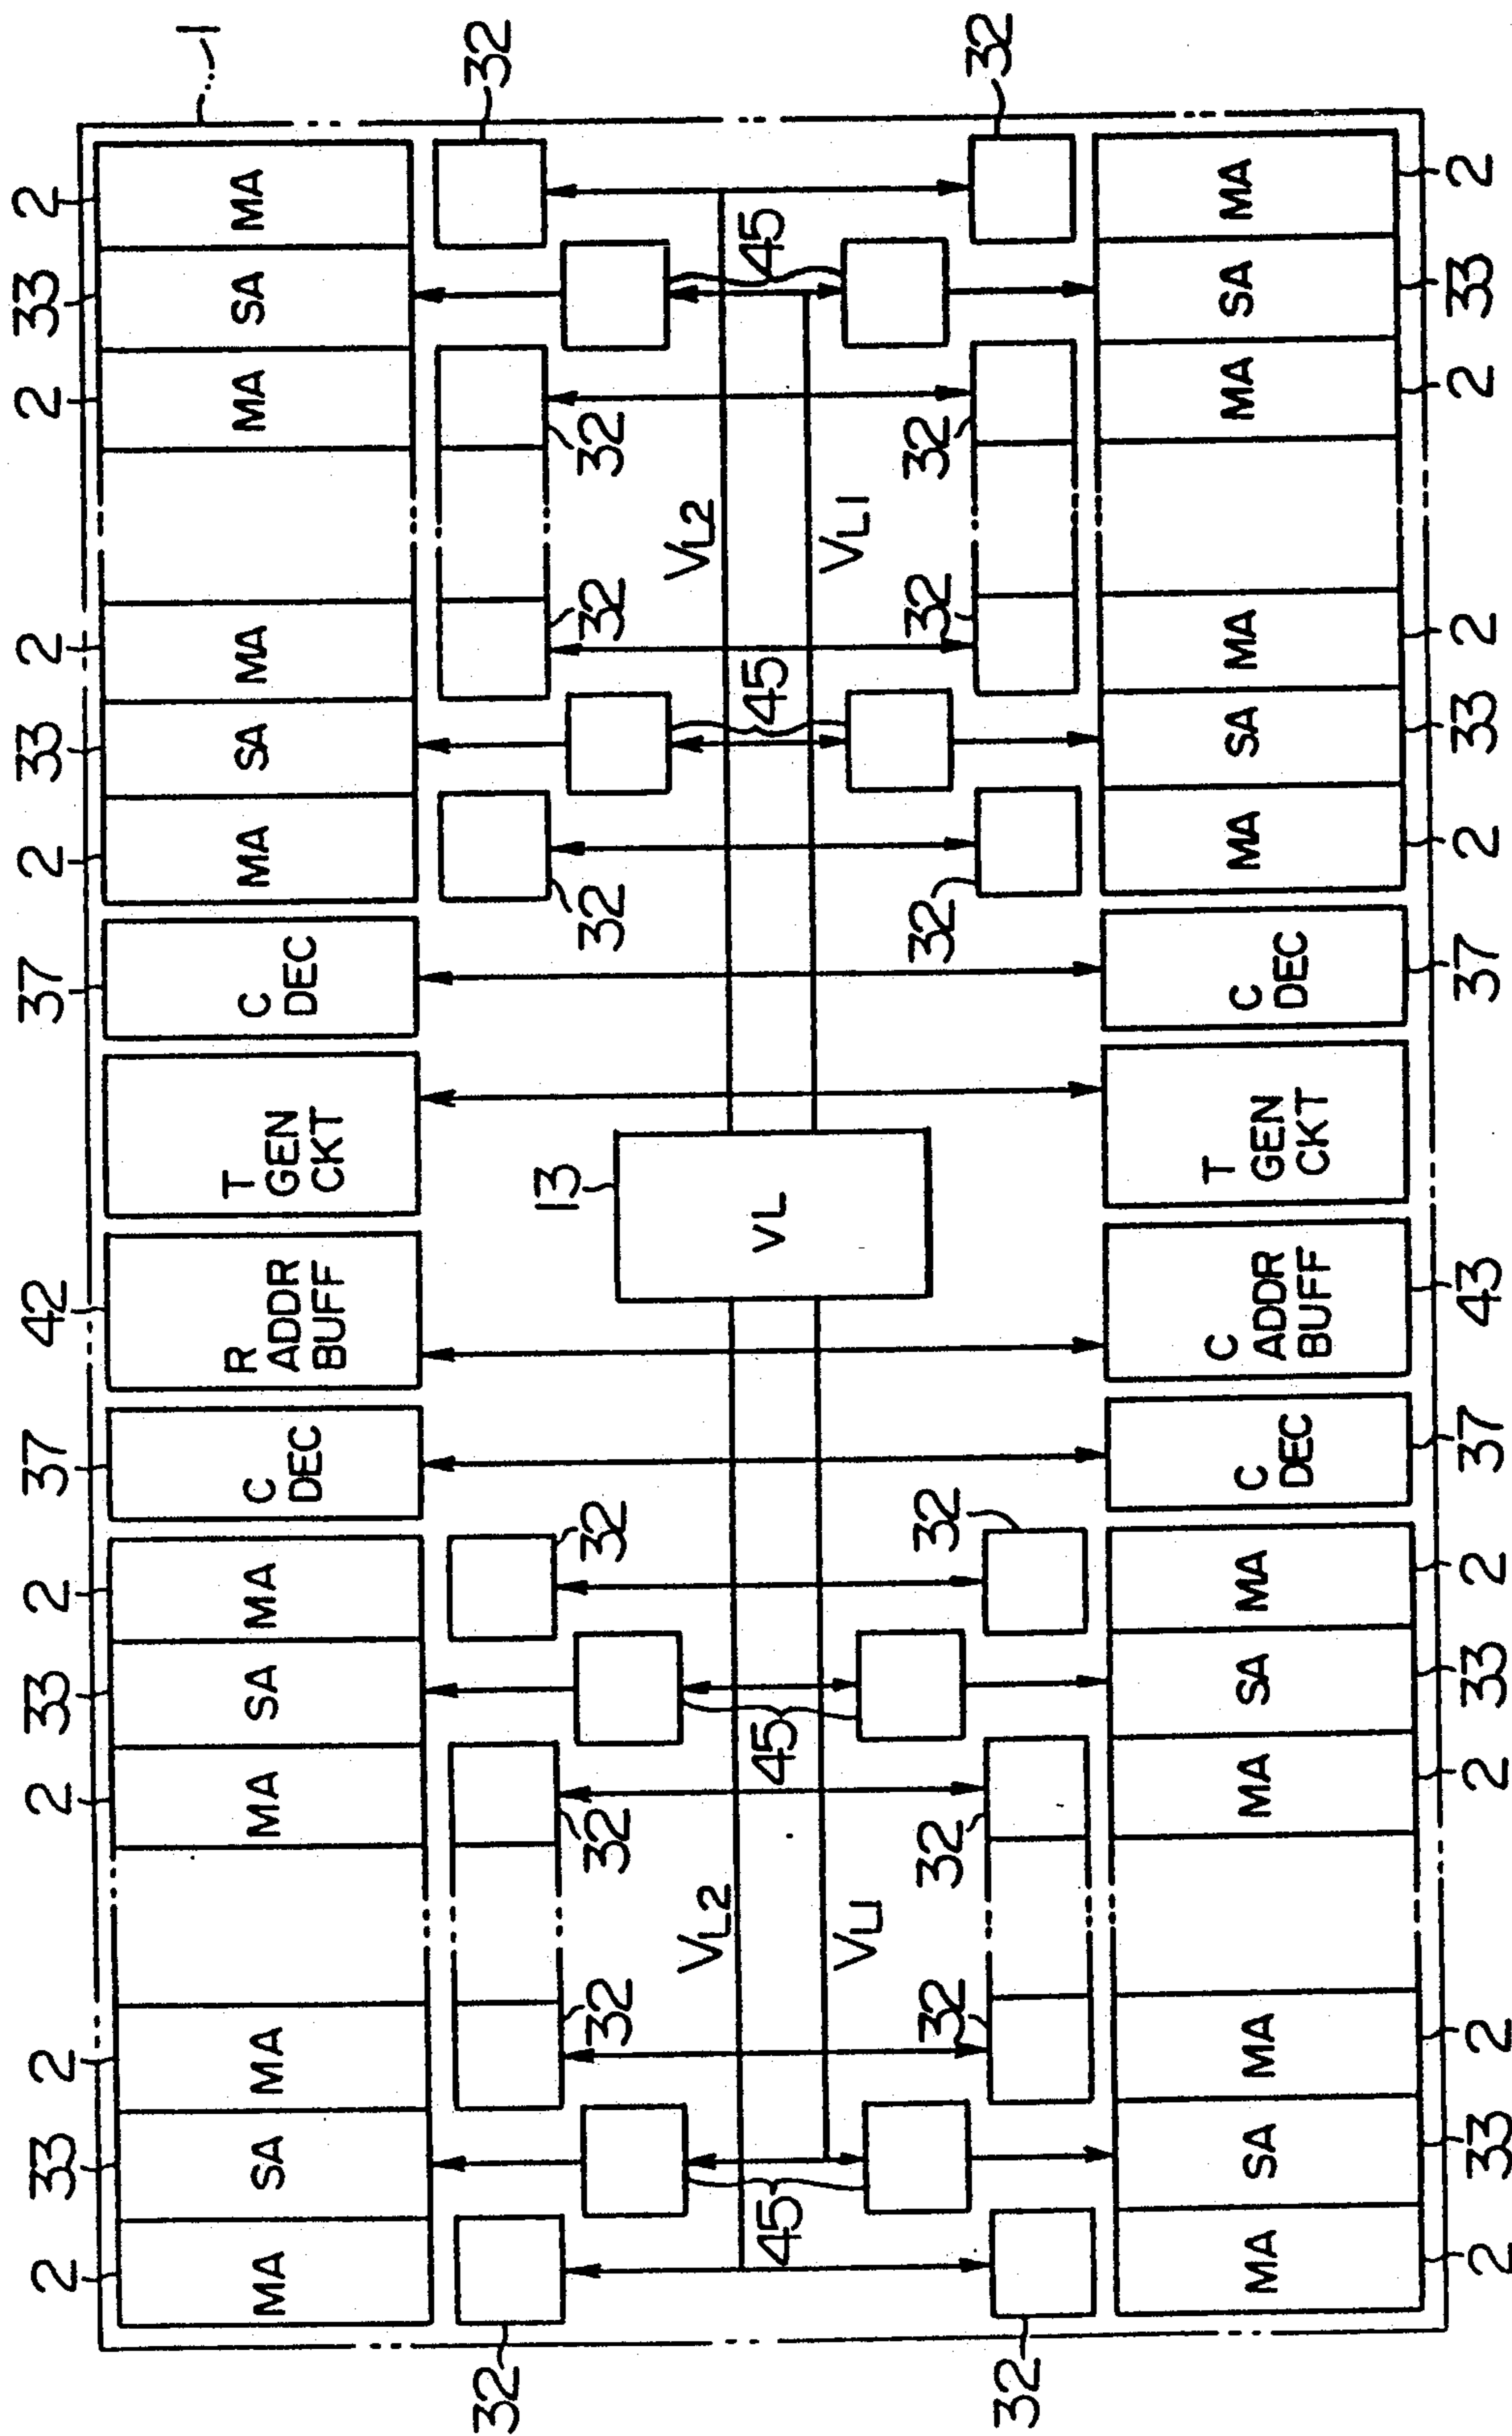 2 33 2 2 33 2 37 42 37 2 33 2 2 33 2
1
MA SA MA MA SA MA
C
DEC
R
ADDR
BUFF
T
GEN
CKT
C
DEC
MA SA MA MA SA MA
32 32
32 32 32 13 32 32 32
VL2 VL2
45 45 VL 45 45
VL1 VL1
32 32 32 32 32 32
32 32
MA SA MA MA SA MA
C
DEC
C
ADDR
BUFF
T
GEN
CKT
C
DEC
MA SA MA MA SA MA
2 33 2 2 33 2 37 43 37 2 33 2 2 33 2